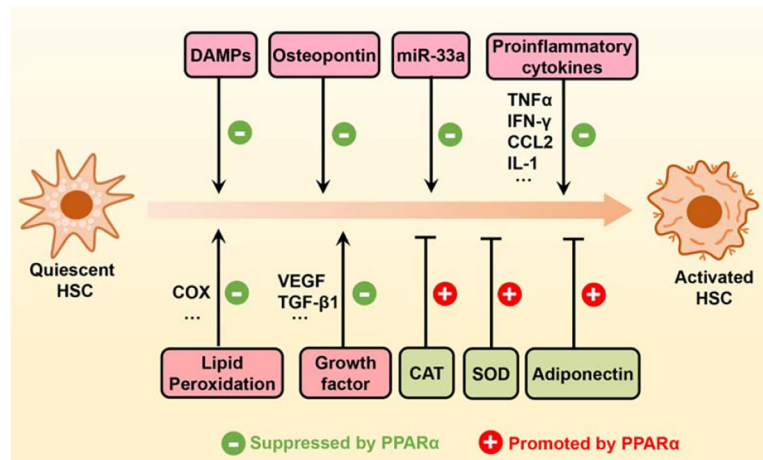 DAMPs
Osteopontin
miR-33a
Proinflammatory
cytokines
TNFα
IFN-γ
CCL2
IL-1
...
Quiescent
HSC
Activated
HSC
COX
...
VEGF
TGF-β1
...
Lipid
Peroxidation
Growth
factor
CAT
SOD
Adiponectin
Suppressed by PPARα
Promoted by PPARα